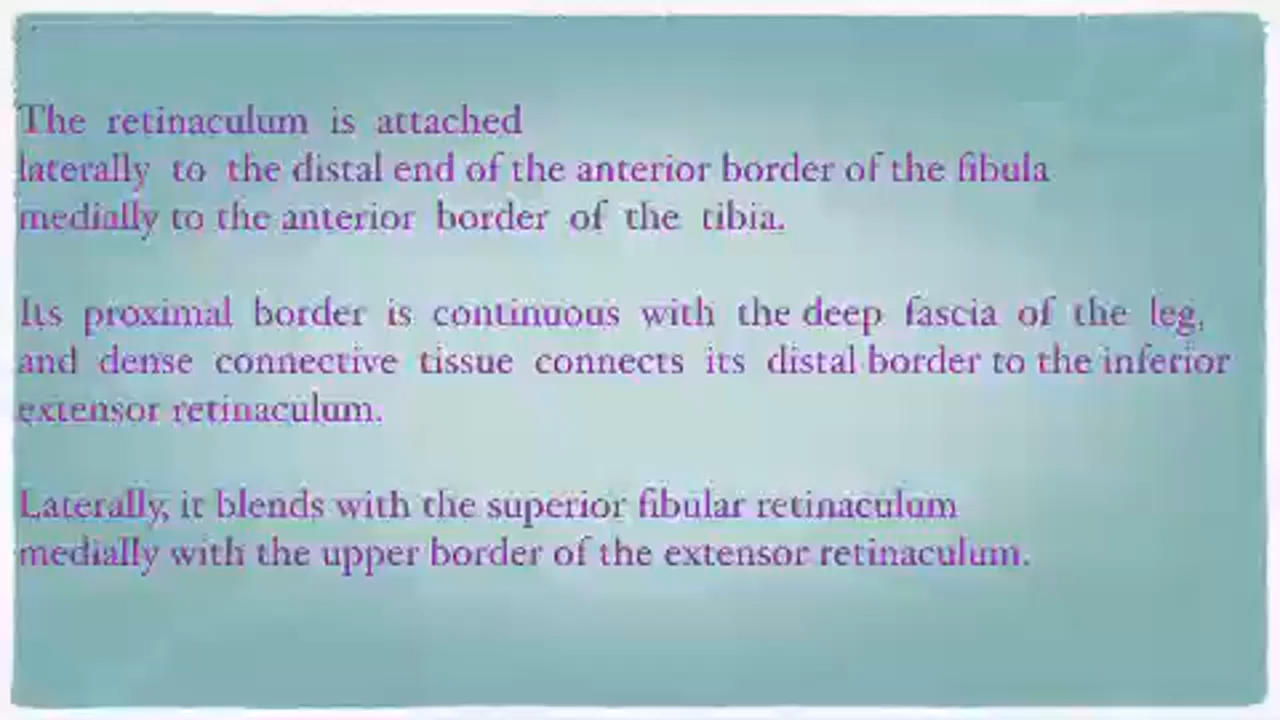 The retinaculum is attached
laterally to the distal end of the anterior border of the fibula
medially to the anterior border of the tibia.
Its proximal border is continuous with the deep fascia of the leg,
and dense connective tissue connects its distal border to the inferior
extensor retinaculum.
Laterally, it blends with the superior fibular retinaculum
medially with the upper border of the extensor retinaculum.